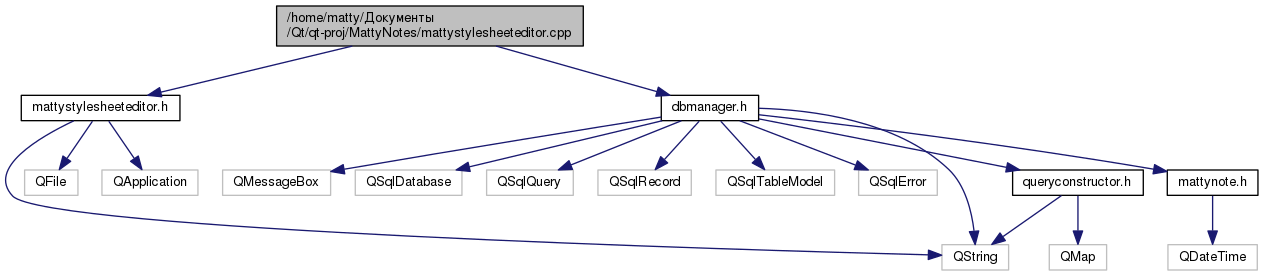 /home/matty/Документы
/Qt/qt-proj/MattyNotes/mattystylesheeteditor.cpp
mattystylesheeteditor.h
dbmanager.h
QFile
QApplication
QMessageBox
QSqlDatabase
QSqlQuery
QSqlRecord
QSqlTableModel
QSqlError
queryconstructor.h
mattynote.h
QString
QMap
QDateTime